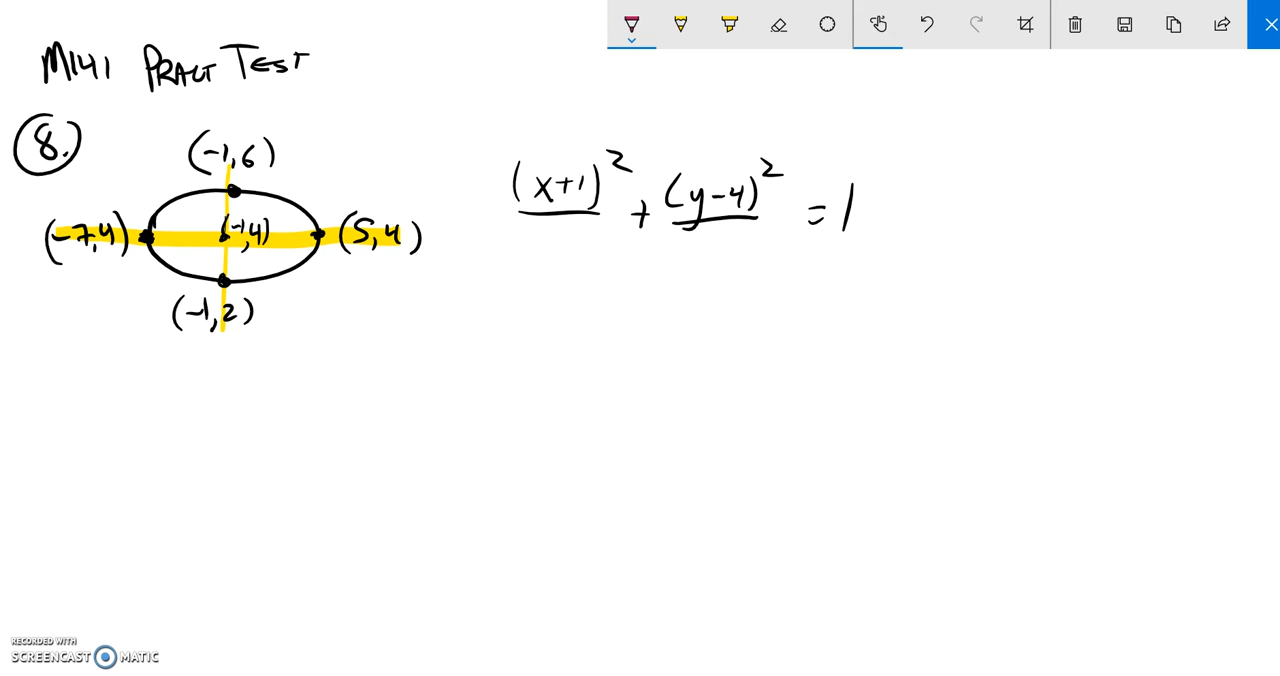 M141 PRACT TEST
8.
(-1,6)
(x+1)² + (y-4)² = 1
(-7,4) (-1,4) (5,4)
(-1,2)
RECORDED WITH
SCREENCAST MATIC